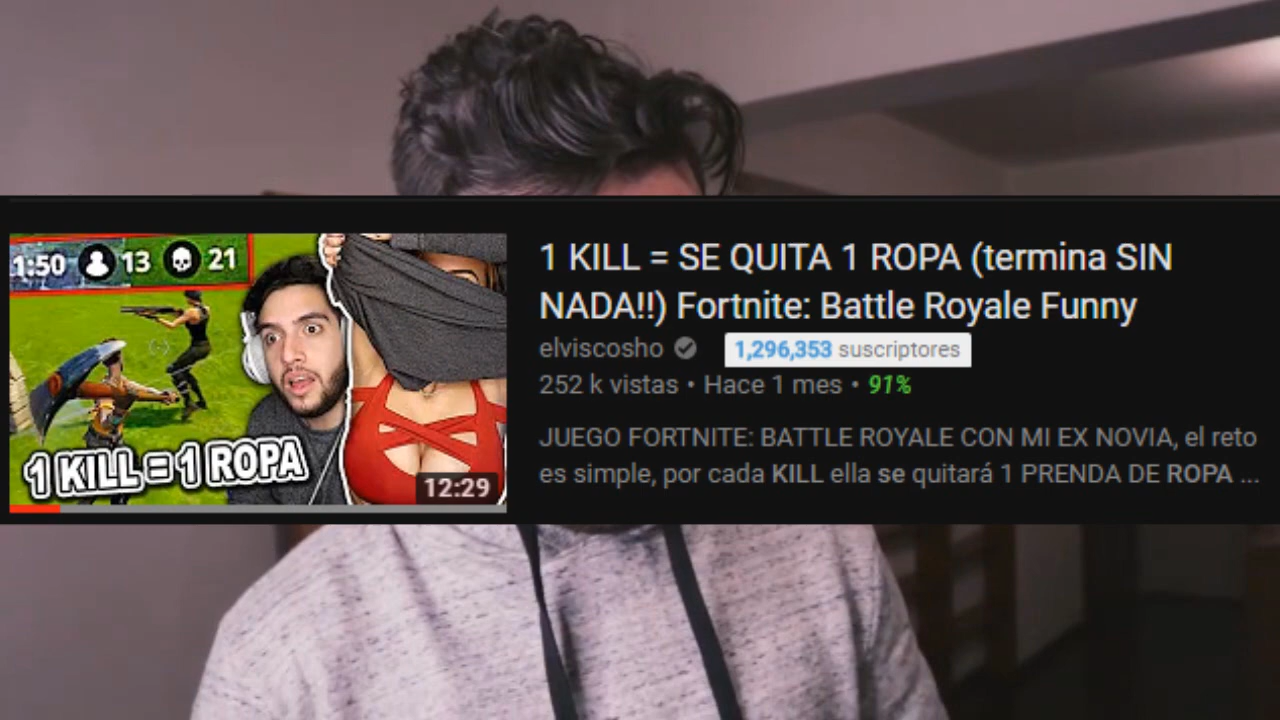 1:50 13 21
1 KILL = 1 ROPA
12:29
1 KILL = SE QUITA 1 ROPA (termina SIN
NADA!!) Fortnite: Battle Royale Funny
elviscosho 1,296,353 suscriptores
252 k vistas • Hace 1 mes • 91%
JUEGO FORTNITE: BATTLE ROYALE CON MI EX NOVIA, el reto
es simple, por cada KILL ella se quitará 1 PRENDA DE ROPA ...